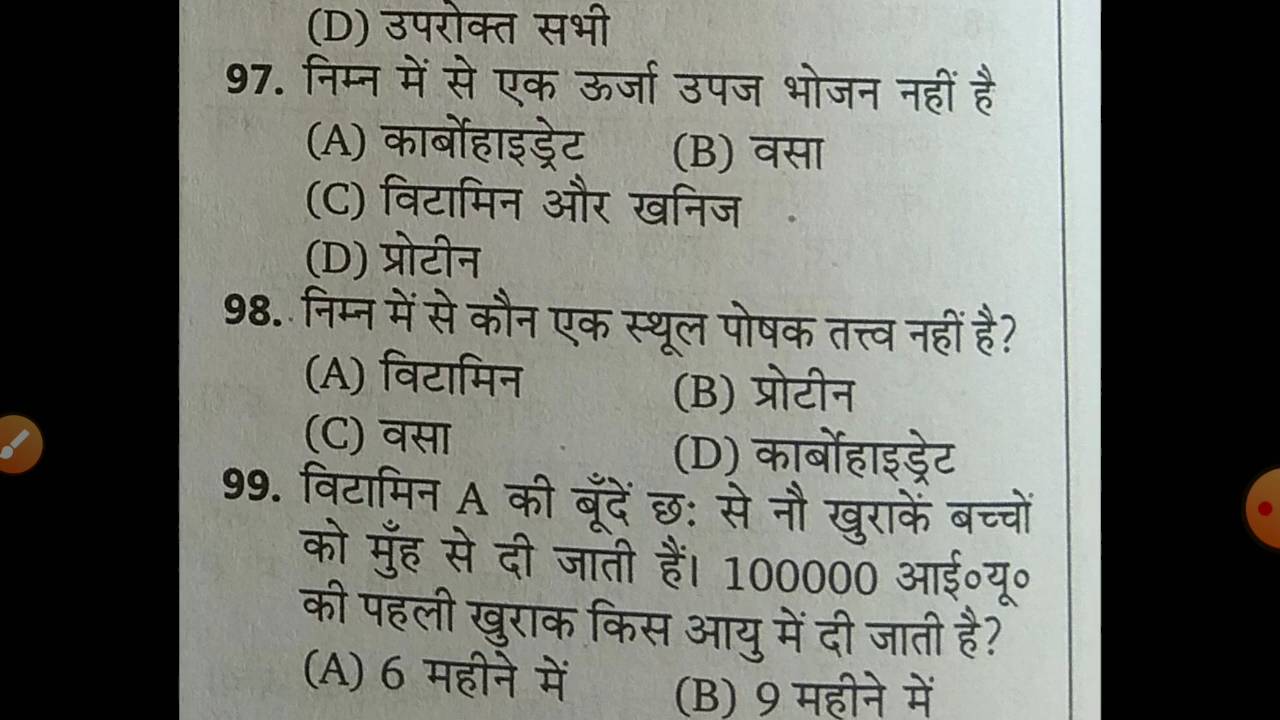 (D) उपरोक्त सभी
97. निम्न में से एक ऊर्जा उपज भोजन नहीं है
(A) कार्बोहाइड्रेट (B) वसा
(C) विटामिन और खनिज
(D) प्रोटीन
98. निम्न में से कौन एक स्थूल पोषक तत्त्व नहीं है?
(A) विटामिन (B) प्रोटीन
(C) वसा (D) कार्बोहाइड्रेट
99. विटामिन A की बूँदें छः से नौ खुराकें बच्चों
को मुँह से दी जाती हैं। 100000 आई०यू०
की पहली खुराक किस आयु में दी जाती है?
(A) 6 महीने में (B) 9 महीने में